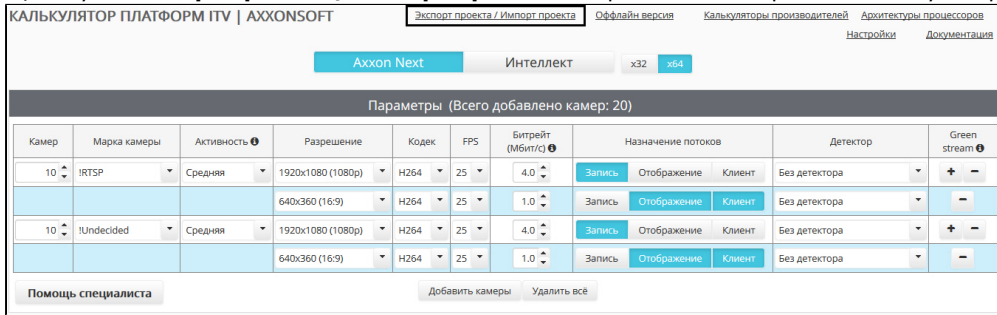 КАЛЬКУЛЯТОР ПЛАТФОРМ ITV | AXXONSOFT
Экспорт проекта / Импорт проекта Оффлайн версия Калькуляторы производителей Архитектуры процессоров
Настройки Документация
Axxon Next Интеллект x32 x64
Параметры (Всего добавлено камер: 20)
Камер Марка камеры Активность Разрешение Кодек FPS Битрейт (Мбит/с) Назначение потоков Детектор Green stream
10 !RTSP Средняя 1920x1080 (1080p) H264 25 4.0 Запись Отображение Клиент Без детектора + −
640x360 (16:9) H264 25 1.0 Запись Отображение Клиент Без детектора −
10 !Undecided Средняя 1920x1080 (1080p) H264 25 4.0 Запись Отображение Клиент Без детектора + −
640x360 (16:9) H264 25 1.0 Запись Отображение Клиент Без детектора −
Помощь специалиста Добавить камеры Удалить всё